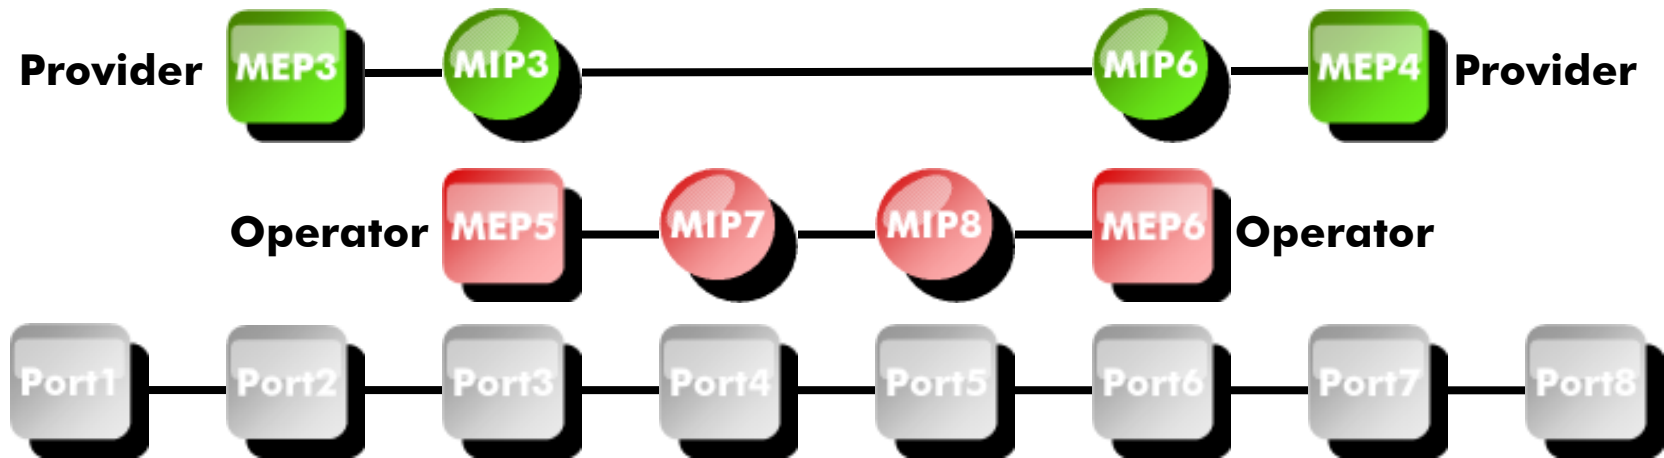 Provider MEP3 MIP3 MIP6 MEP4 Provider
Operator MEP5 MIP7 MIP8 MEP6 Operator
Port1 Port2 Port3 Port4 Port5 Port6 Port7 Port8